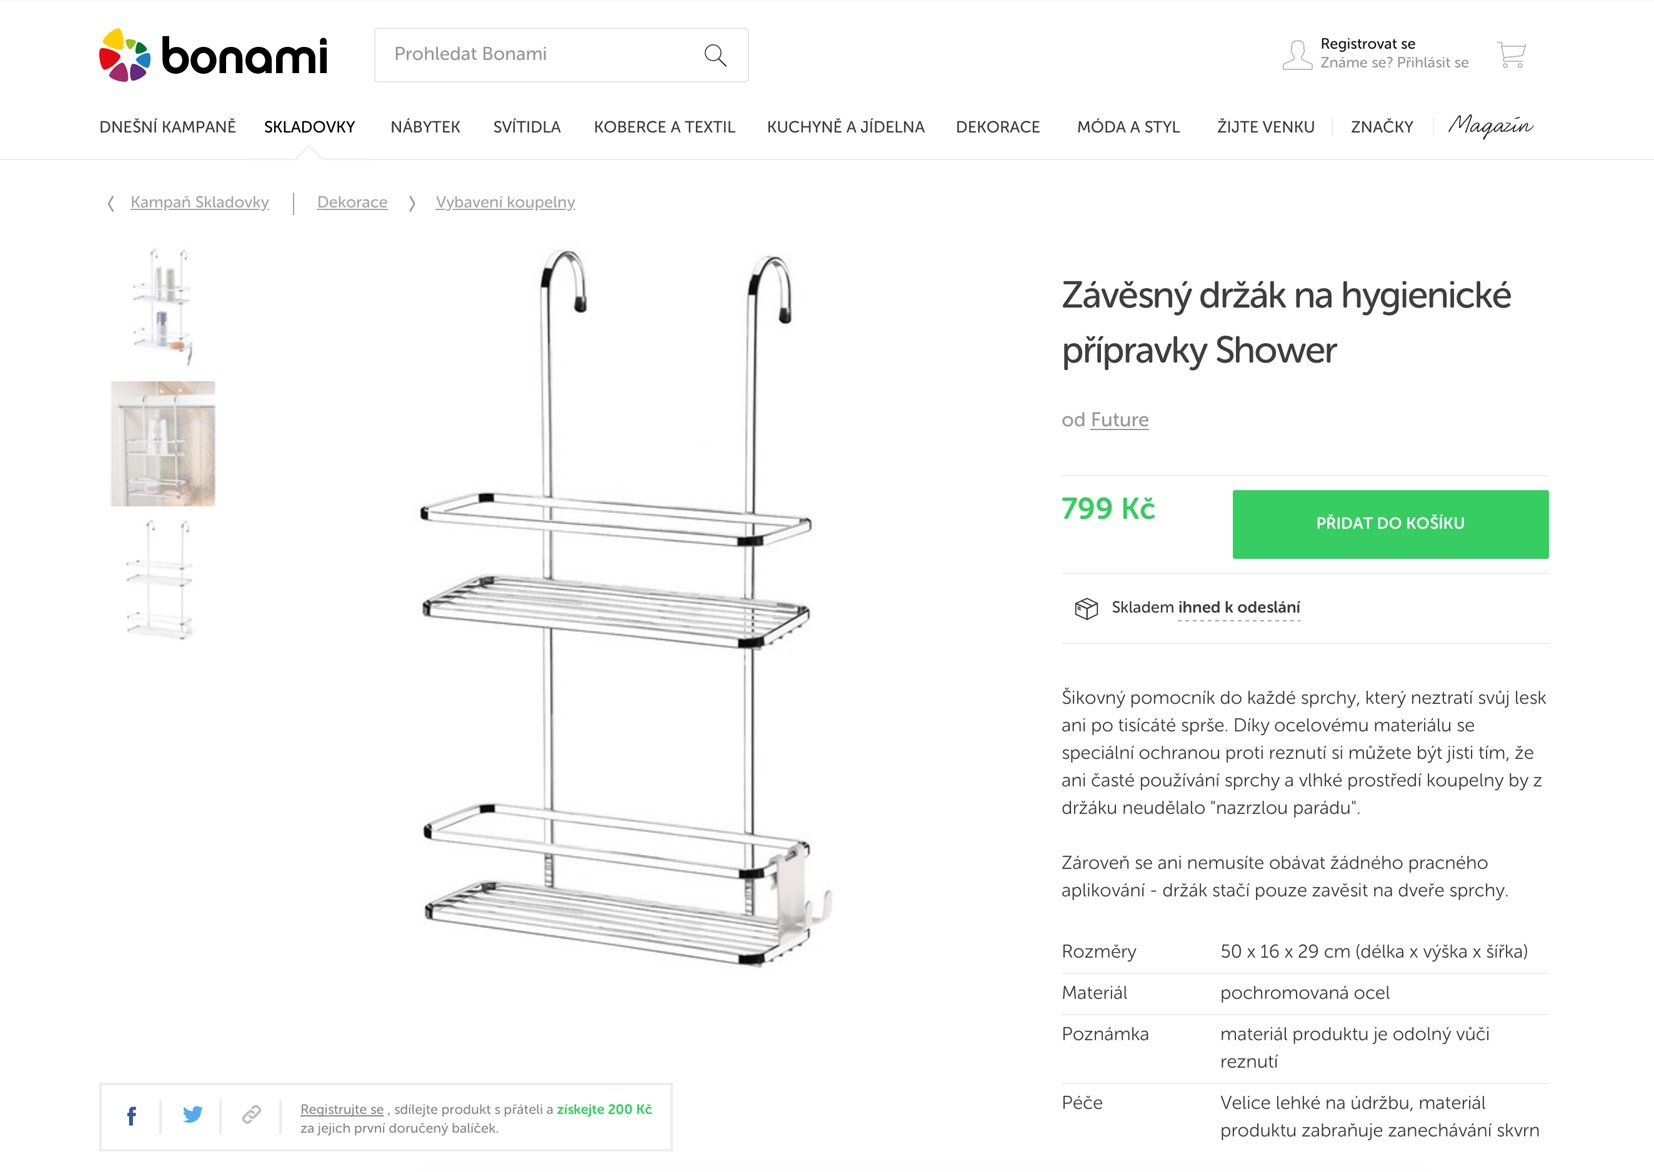 bonami
Prohledat Bonami
Registrovat se
Známe se? Přihlásit se
DNEŠNÍ KAMPANĚ SKLADOVKY NÁBYTEK SVÍTIDLA KOBERCE A TEXTIL KUCHYNĚ A JÍDELNA DEKORACE MÓDA A STYL ŽIJTE VENKU ZNAČKY Magazín
Kampaň Skladovky Dekorace Vybavení koupelny
Závěsný držák na hygienické
přípravky Shower
od Future
799 Kč
PŘIDAT DO KOŠÍKU
Skladem ihned k odeslání
Šikovný pomocník do každé sprchy, který neztratí svůj lesk
ani po tisícáté sprše. Díky ocelovému materiálu se
speciální ochranou proti reznutí si můžete být jisti tím, že
ani časté používání sprchy a vlhké prostředí koupelny by z
držáku neudělalo "nazrzlou parádu".
Zároveň se ani nemusíte obávat žádného pracného
aplikování - držák stačí pouze zavěsit na dveře sprchy.
Rozměry 50 x 16 x 29 cm (délka x výška x šířka)
Materiál pochromovaná ocel
Poznámka materiál produktu je odolný vůči
reznutí
Péče Velice lehké na údržbu, materiál
produktu zabraňuje zanechávání skvrn
Registrujte se , sdílejte produkt s přáteli a získejte 200 Kč
za jejich první doručený balíček.